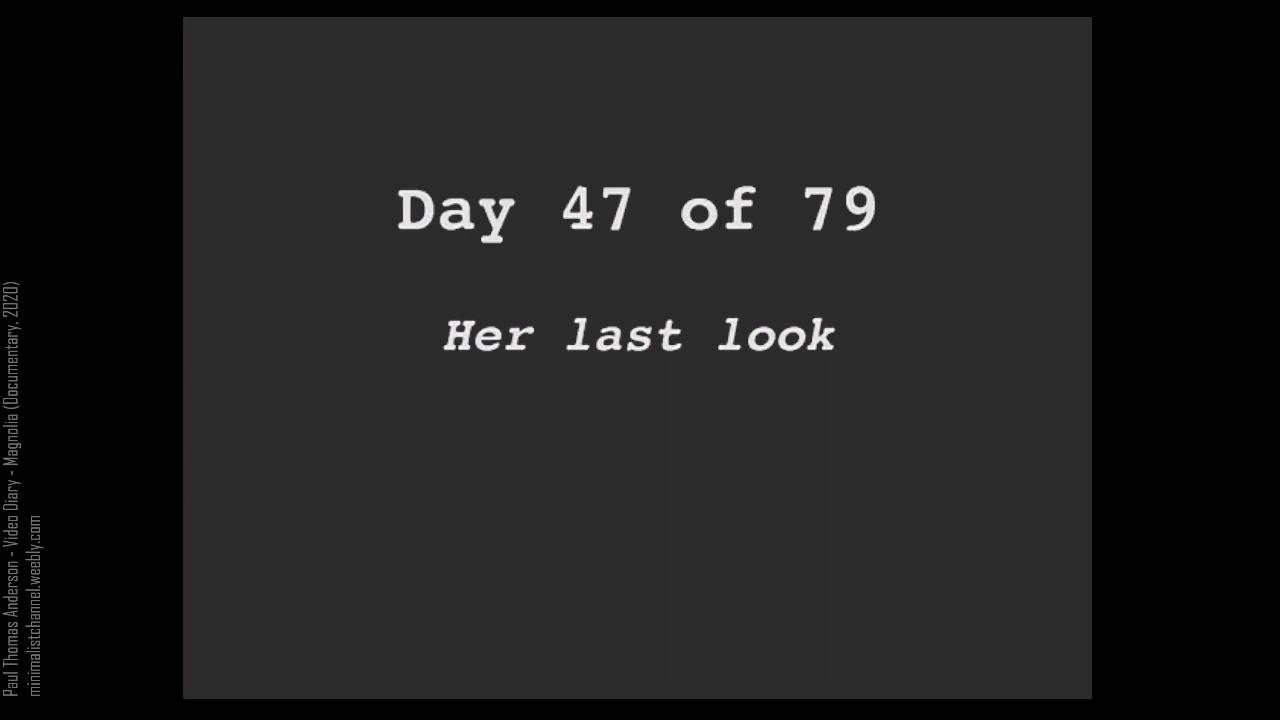 Day 47 of 79
Her last look
Paul Thomas Anderson - Video Diary - Magnolia (Documentary, 2020)
minimalistchannel.weebly.com